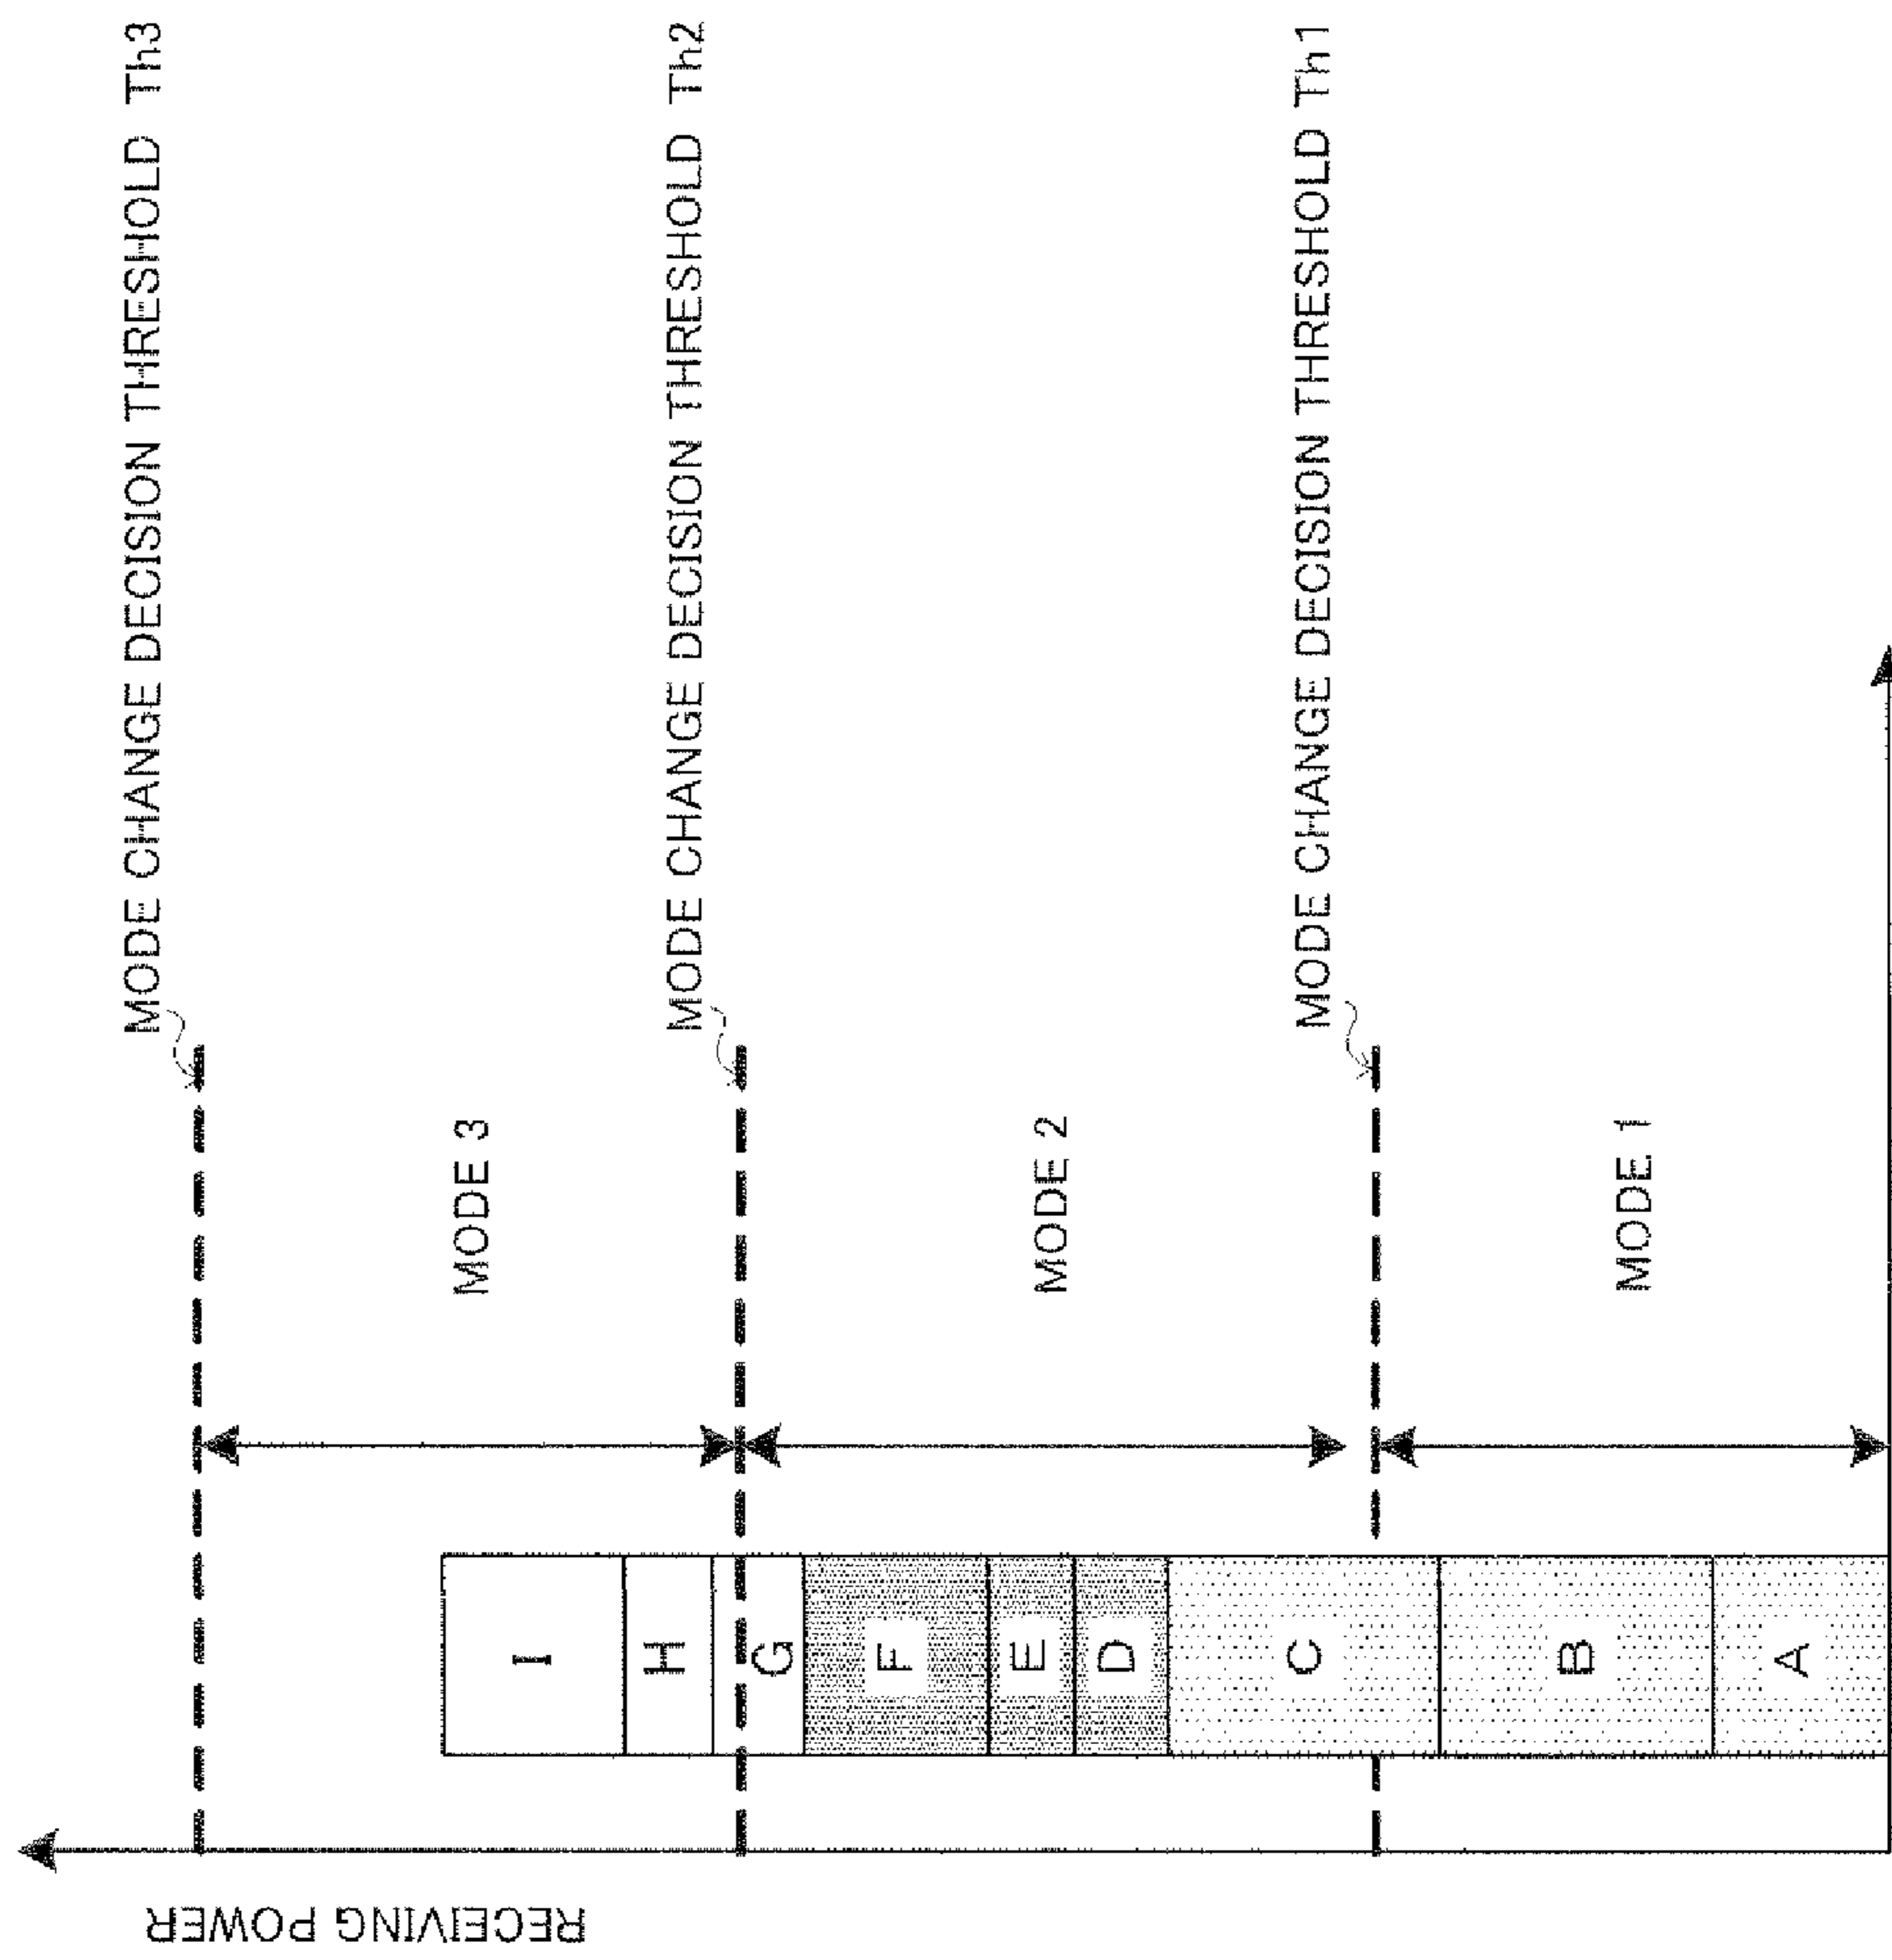 RECEIVING POWER
MODE CHANGE DECISION THRESHOLD Th3
MODE 3
MODE CHANGE DECISION THRESHOLD Th2
MODE 2
MODE CHANGE DECISION THRESHOLD Th1
MODE 1
I
H
G
F
E
D
C
B
A